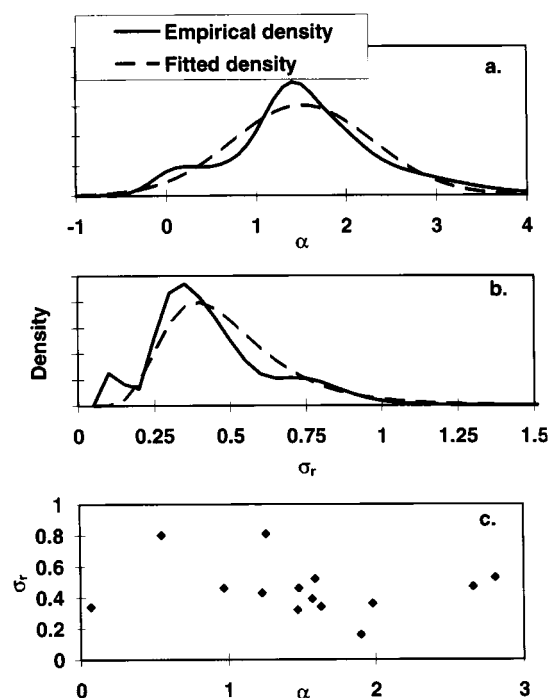 Empirical density
Fitted density
a.
-1 0 1 2 3 4
α
b.
Density
0 0.25 0.5 0.75 1 1.25 1.5
σr
c.
1
0.8
0.6
0.4
0.2
0
σr
0 1 2 3
α